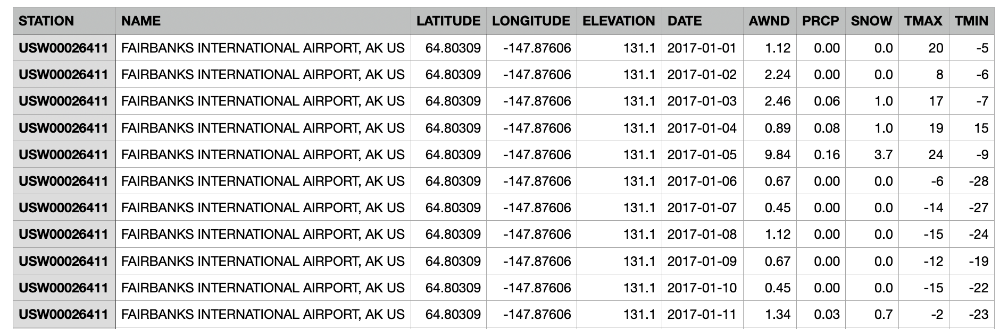 STATION NAME LATITUDE LONGITUDE ELEVATION DATE AWND PRCP SNOW TMAX TMIN
USW00026411 FAIRBANKS INTERNATIONAL AIRPORT, AK US 64.80309 -147.87606 131.1 2017-01-01 1.12 0.00 0.0 20 -5
USW00026411 FAIRBANKS INTERNATIONAL AIRPORT, AK US 64.80309 -147.87606 131.1 2017-01-02 2.24 0.00 0.0 8 -6
USW00026411 FAIRBANKS INTERNATIONAL AIRPORT, AK US 64.80309 -147.87606 131.1 2017-01-03 2.46 0.06 1.0 17 -7
USW00026411 FAIRBANKS INTERNATIONAL AIRPORT, AK US 64.80309 -147.87606 131.1 2017-01-04 0.89 0.08 1.0 19 15
USW00026411 FAIRBANKS INTERNATIONAL AIRPORT, AK US 64.80309 -147.87606 131.1 2017-01-05 9.84 0.16 3.7 24 -9
USW00026411 FAIRBANKS INTERNATIONAL AIRPORT, AK US 64.80309 -147.87606 131.1 2017-01-06 0.67 0.00 0.0 -6 -28
USW00026411 FAIRBANKS INTERNATIONAL AIRPORT, AK US 64.80309 -147.87606 131.1 2017-01-07 0.45 0.00 0.0 -14 -27
USW00026411 FAIRBANKS INTERNATIONAL AIRPORT, AK US 64.80309 -147.87606 131.1 2017-01-08 1.12 0.00 0.0 -15 -24
USW00026411 FAIRBANKS INTERNATIONAL AIRPORT, AK US 64.80309 -147.87606 131.1 2017-01-09 0.67 0.00 0.0 -12 -19
USW00026411 FAIRBANKS INTERNATIONAL AIRPORT, AK US 64.80309 -147.87606 131.1 2017-01-10 0.45 0.00 0.0 -15 -22
USW00026411 FAIRBANKS INTERNATIONAL AIRPORT, AK US 64.80309 -147.87606 131.1 2017-01-11 1.34 0.03 0.7 -2 -23